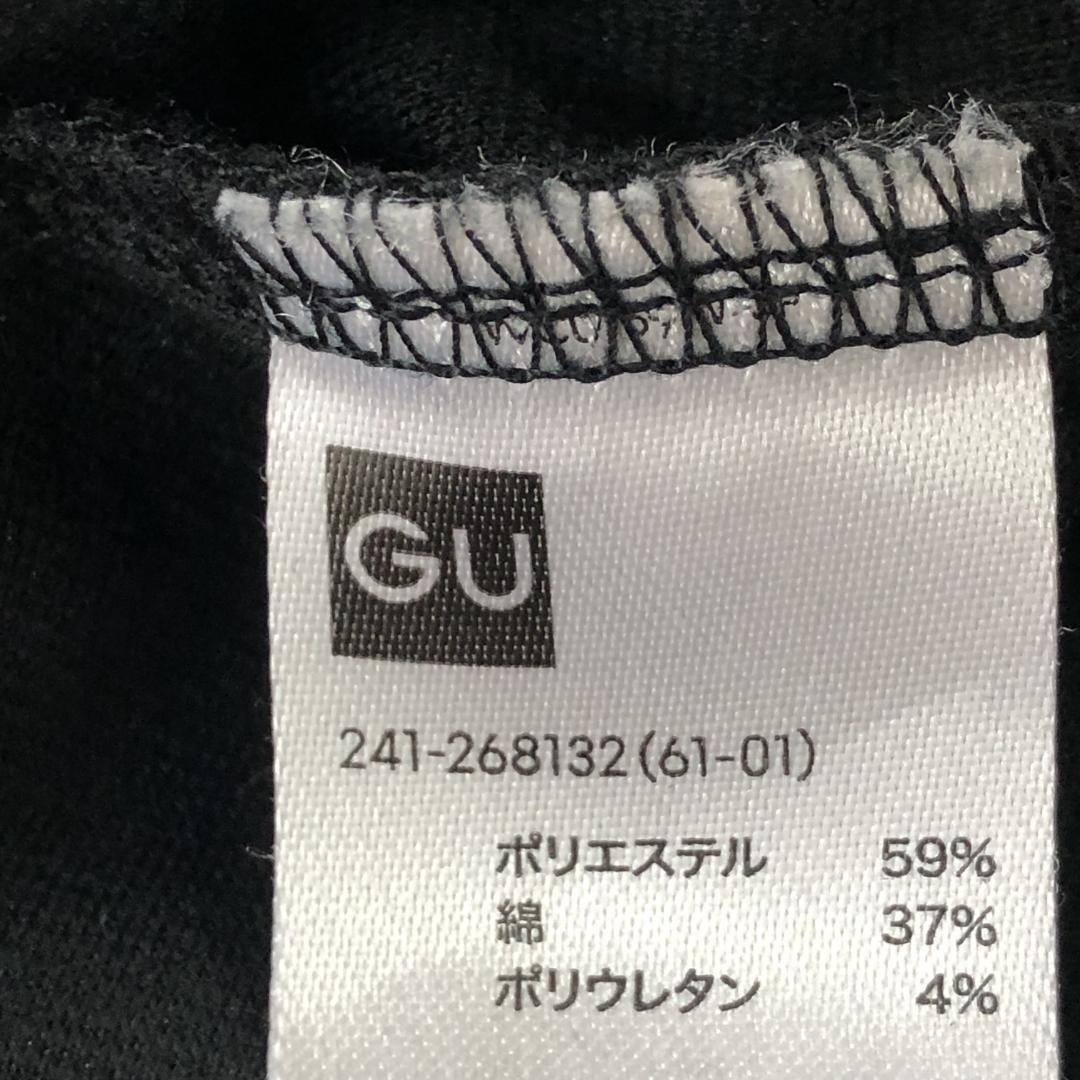 GU
241-268132(61-01)
ポリエステル 59%
綿 37%
ポリウレタン 4%